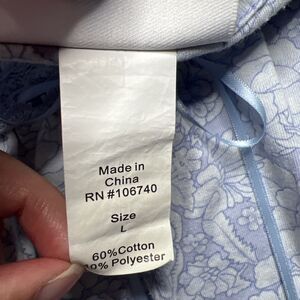 Made in
China
RN #106740
Size
L
60%Cotton
Polyester